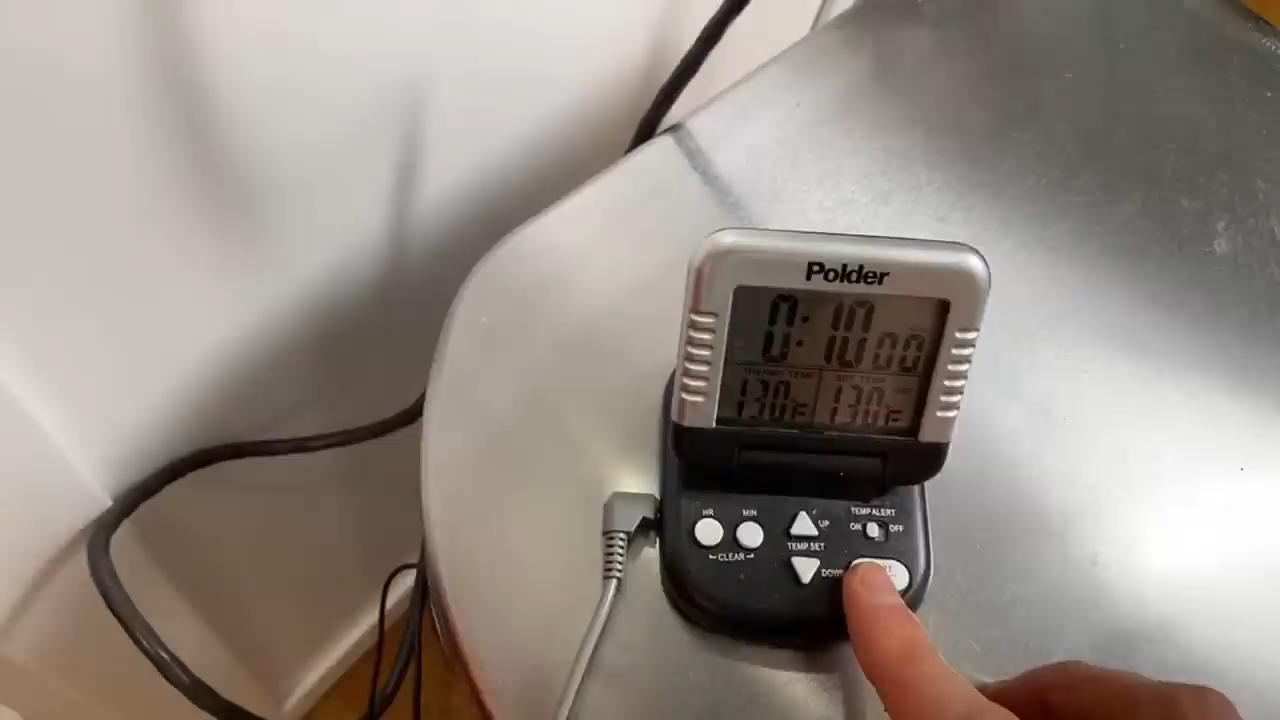 Polder
0:10 00
THERMO TEMP SET TEMP
130°F 130°F
HR MIN
UP
TEMP ALERT
ON OFF
TEMP SET
CLEAR
DOWN